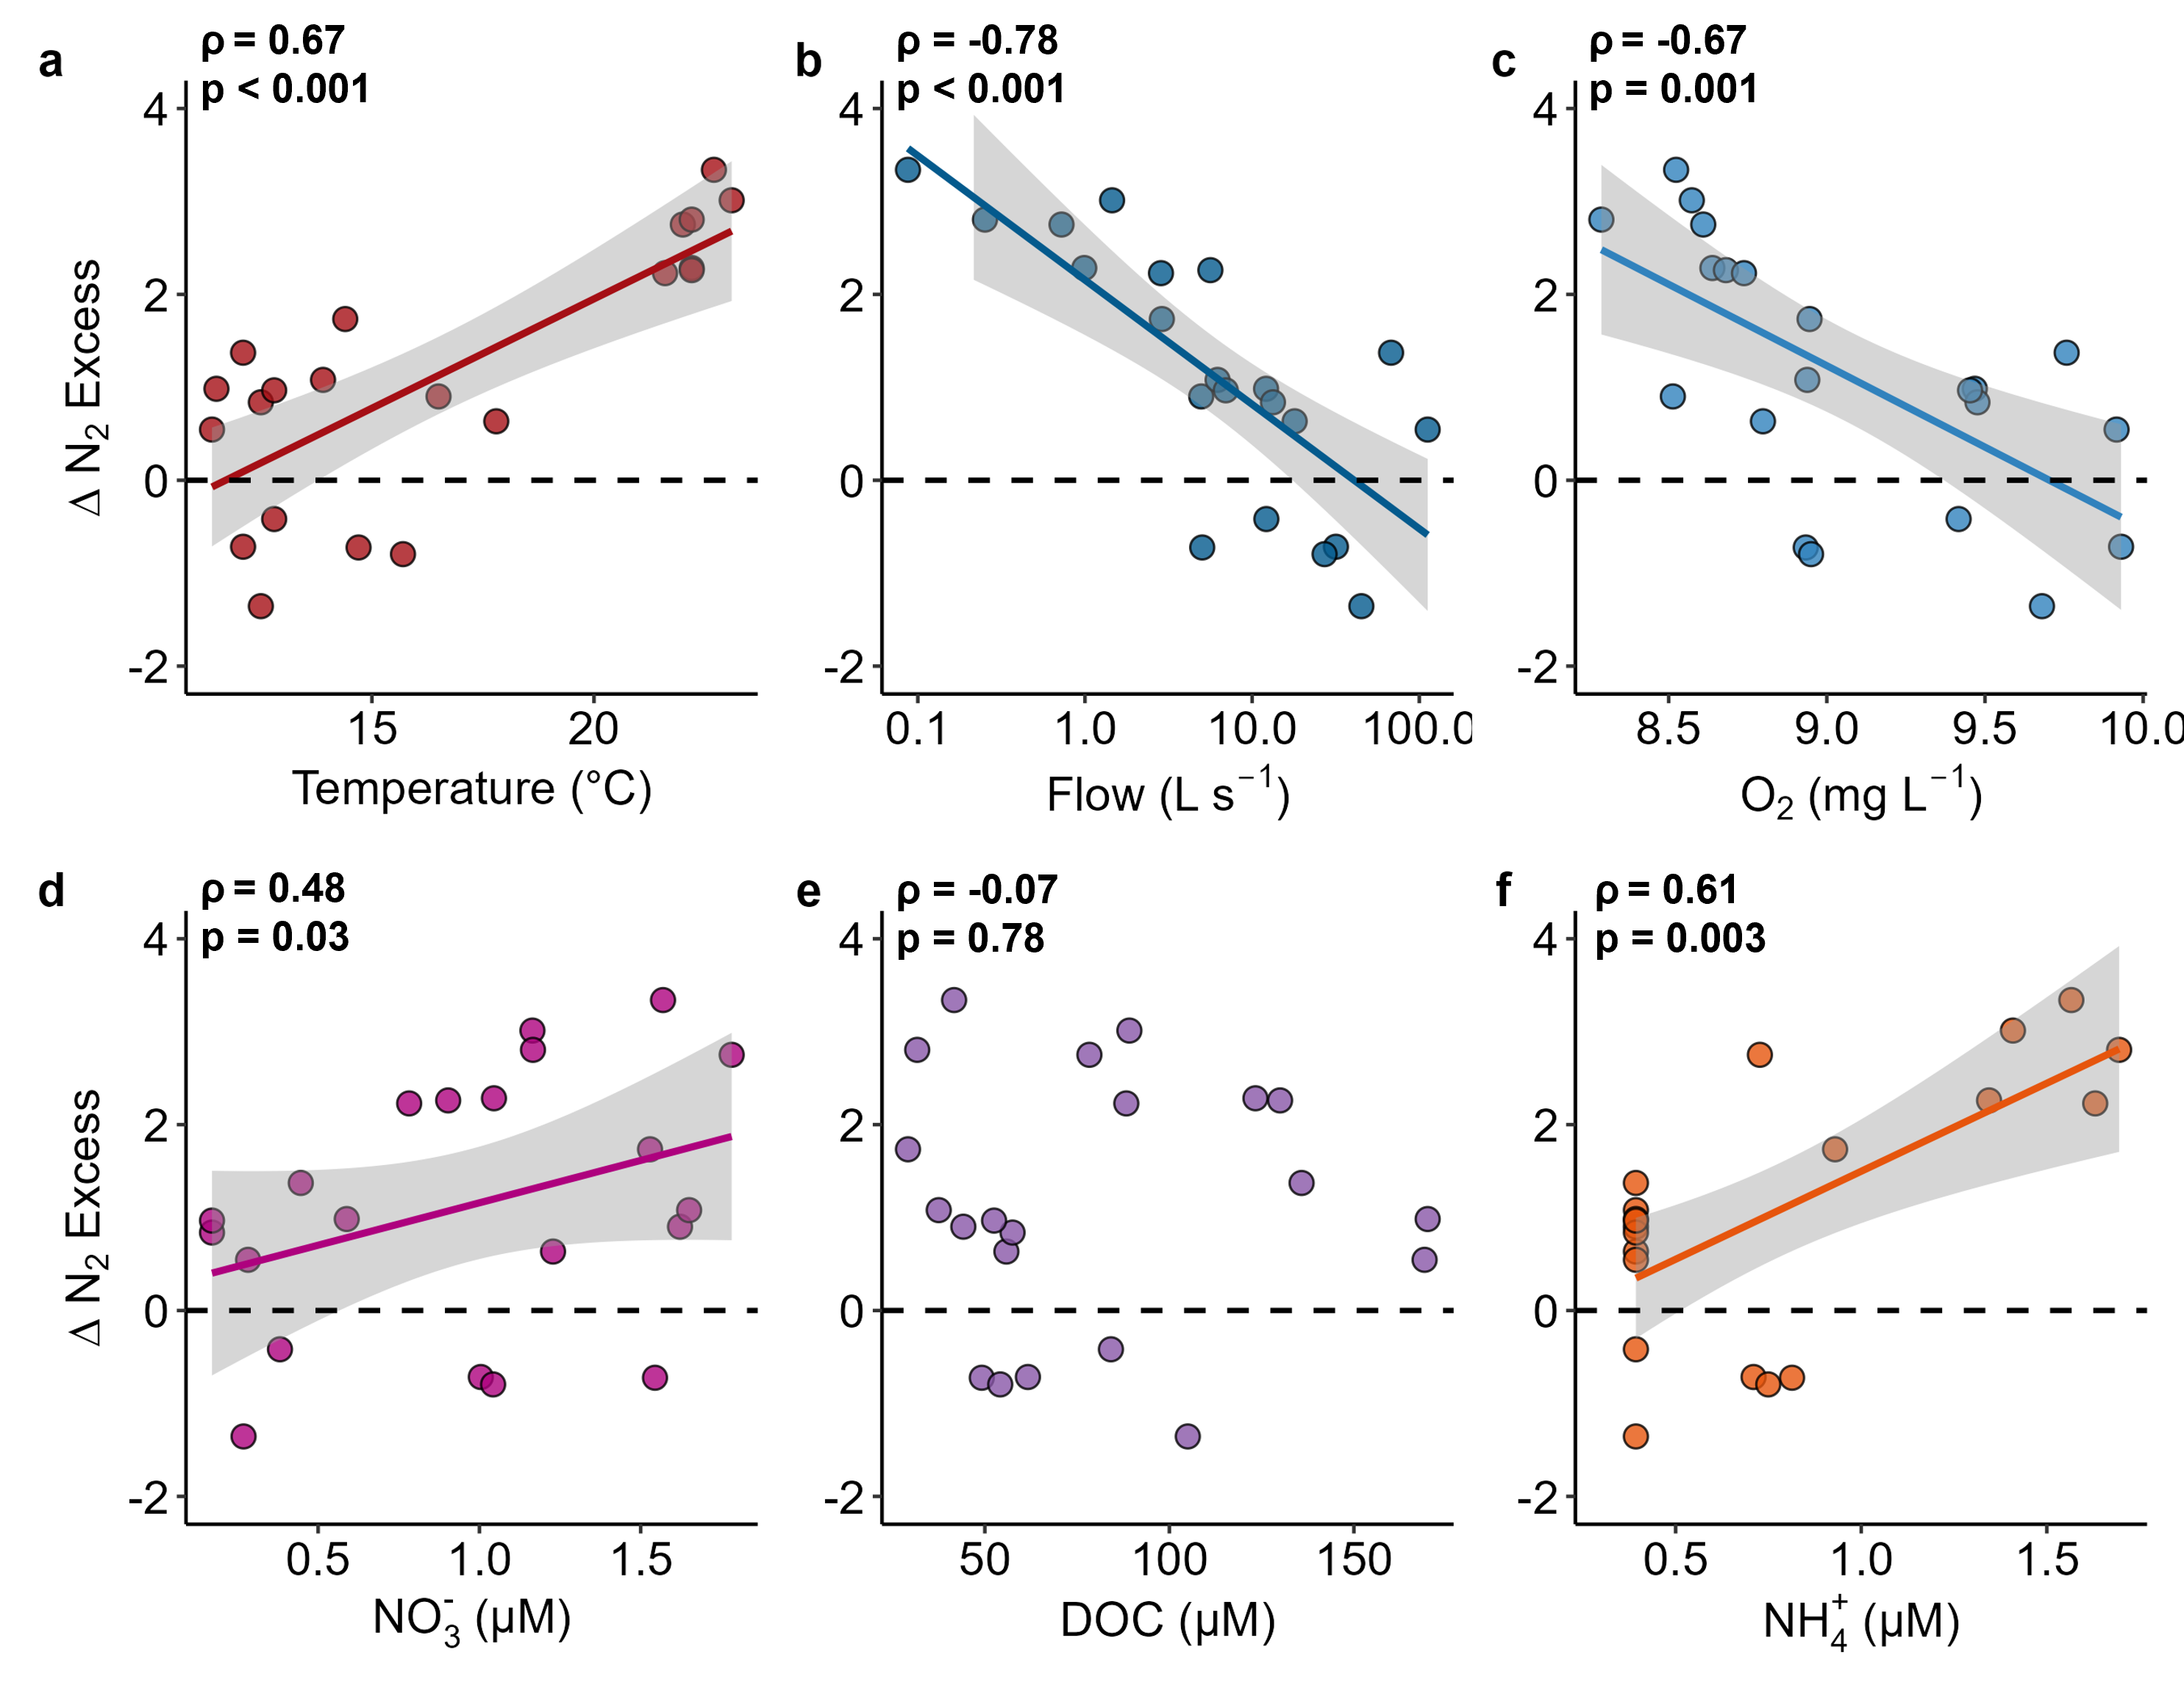 a
ρ = 0.67
p < 0.001
4
2
0
-2
Δ N₂ Excess
15 20
Temperature (°C)
b
ρ = -0.78
p < 0.001
4
2
0
-2
0.1 1.0 10.0 100.0
Flow (L s⁻¹)
c
ρ = -0.67
p = 0.001
4
2
0
-2
8.5 9.0 9.5 10.0
O₂ (mg L⁻¹)
d
ρ = 0.48
p = 0.03
4
2
0
-2
Δ N₂ Excess
0.5 1.0 1.5
NO₃⁻ (µM)
e
ρ = -0.07
p = 0.78
4
2
0
-2
50 100 150
DOC (µM)
f
ρ = 0.61
p = 0.003
4
2
0
-2
0.5 1.0 1.5
NH₄⁺ (µM)